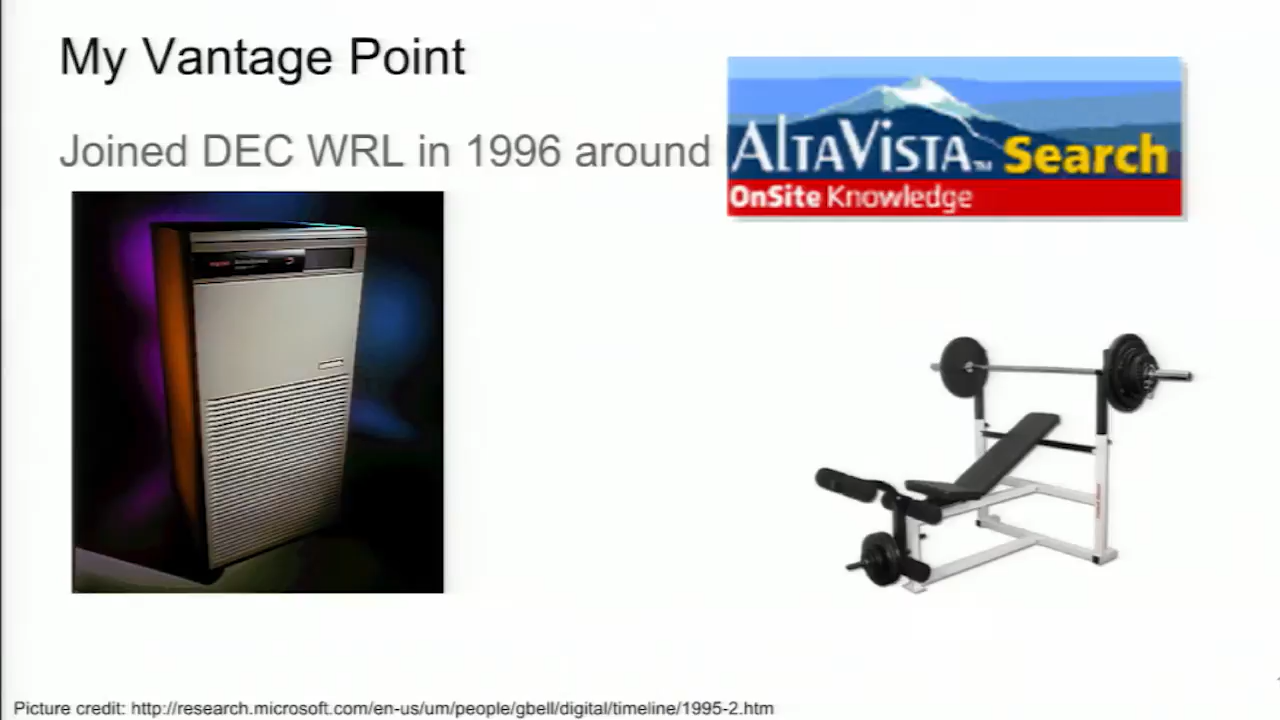 My Vantage Point
Joined DEC WRL in 1996 around
ALTAVISTA™ Search
OnSite Knowledge
Picture credit: http://research.microsoft.com/en-us/um/people/gbell/digital/timeline/1995-2.htm